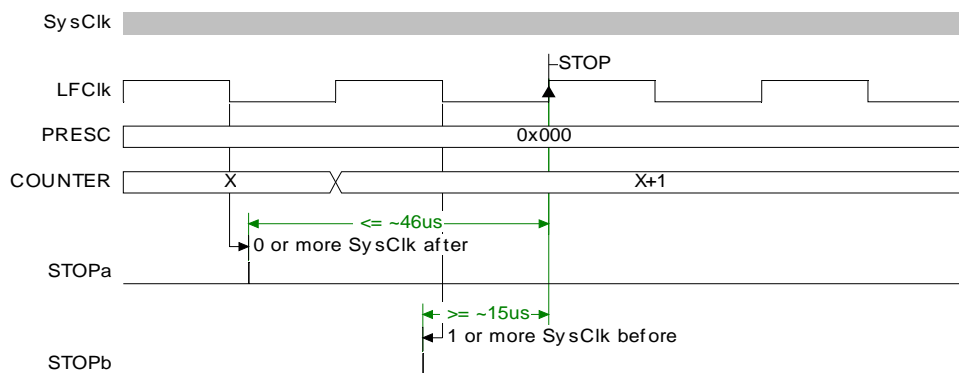 SysClk
STOP
LFClk
PRESC
0x000
COUNTER
X
X+1
<= ~46us
0 or more SysClk after
STOPa
>= ~15us
1 or more SysClk before
STOPb